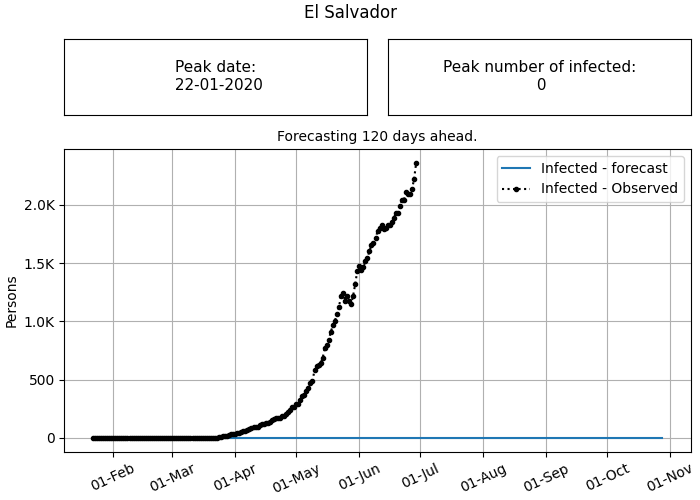 El Salvador
Peak date:
22-01-2020
Peak number of infected:
0
Forecasting 120 days ahead.
Infected - forecast
Infected - Observed
Persons
2.0K
1.5K
1.0K
500
0
01-Feb
01-Mar
01-Apr
01-May
01-Jun
01-Jul
01-Aug
01-Sep
01-Oct
01-Nov